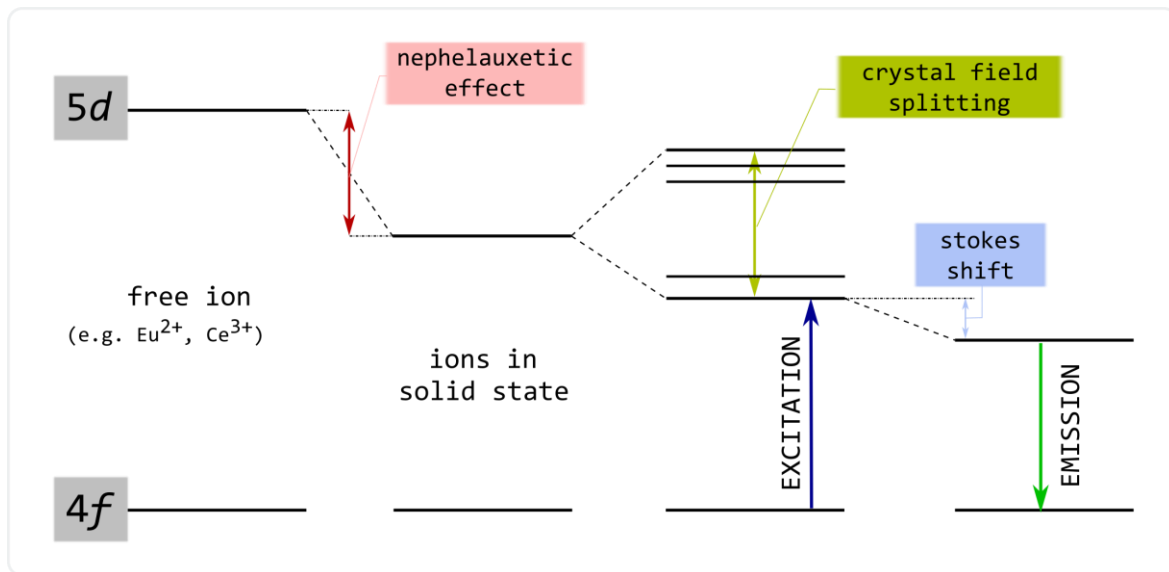 nephelauxetic
effect
crystal field
splitting
5d
stokes
shift
free ion
(e.g. Eu²⁺, Ce³⁺)
ions in
solid state
EXCITATION
EMISSION
4f